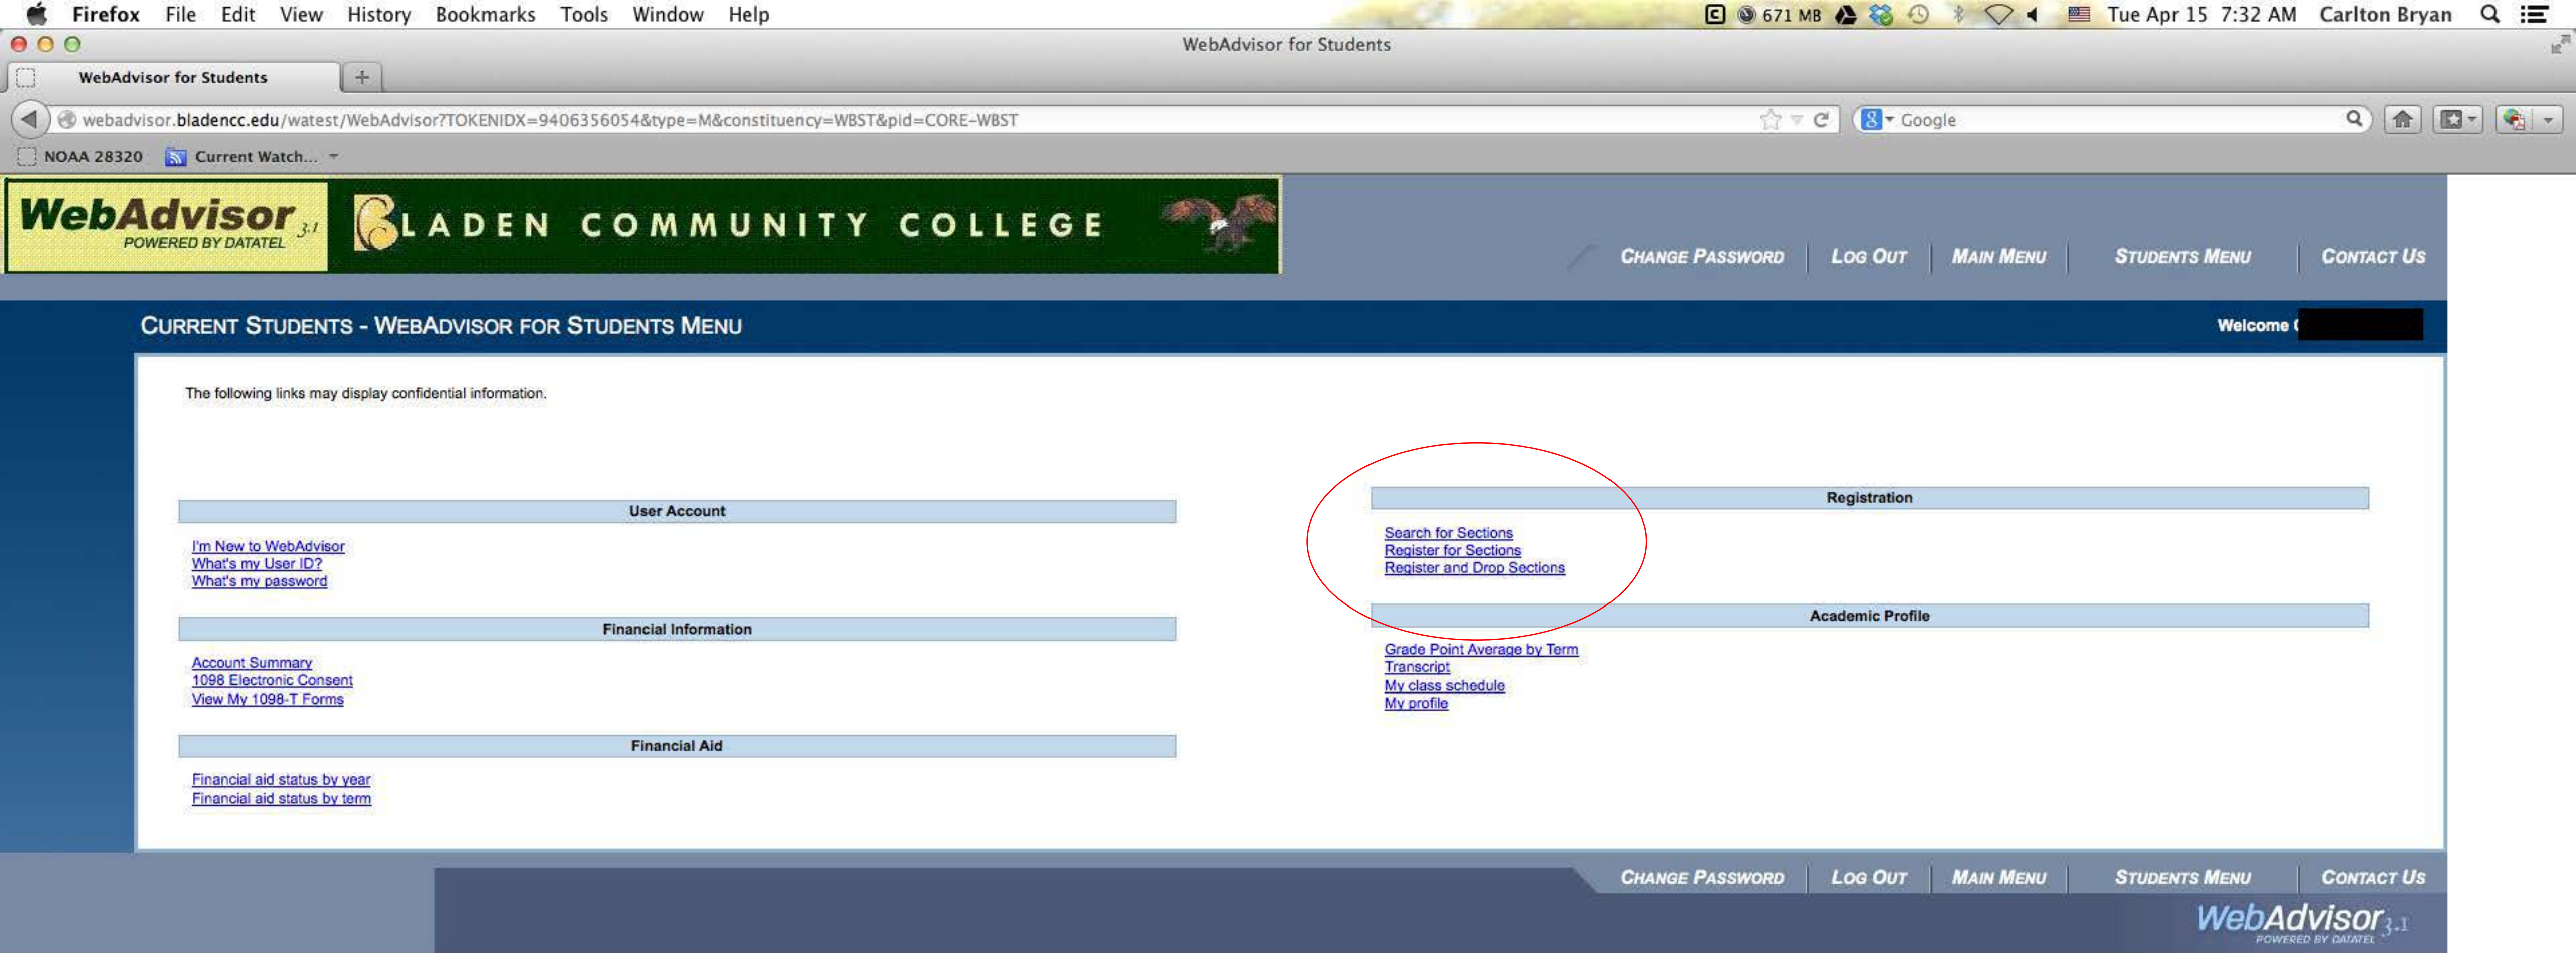 Firefox File Edit View History Bookmarks Tools Window Help 671 MB Tue Apr 15 7:32 AM Carlton Bryan
WebAdvisor for Students
WebAdvisor for Students
webadvisor.bladencc.edu/watest/WebAdvisor?TOKENIDX=9406356054&type=M&constituency=WBST&pid=CORE-WBST Google
NOAA 28320 Current Watch...
WebAdvisor 3.1
POWERED BY DATATEL
BLADEN COMMUNITY COLLEGE
CHANGE PASSWORD LOG OUT MAIN MENU STUDENTS MENU CONTACT US
CURRENT STUDENTS - WEBADVISOR FOR STUDENTS MENU Welcome
The following links may display confidential information.
User Account
I'm New to WebAdvisor
What's my User ID?
What's my password
Financial Information
Account Summary
1098 Electronic Consent
View My 1098-T Forms
Financial Aid
Financial aid status by year
Financial aid status by term
Registration
Search for Sections
Register for Sections
Register and Drop Sections
Academic Profile
Grade Point Average by Term
Transcript
My class schedule
My profile
CHANGE PASSWORD LOG OUT MAIN MENU STUDENTS MENU CONTACT US
WebAdvisor 3.1
POWERED BY DATATEL